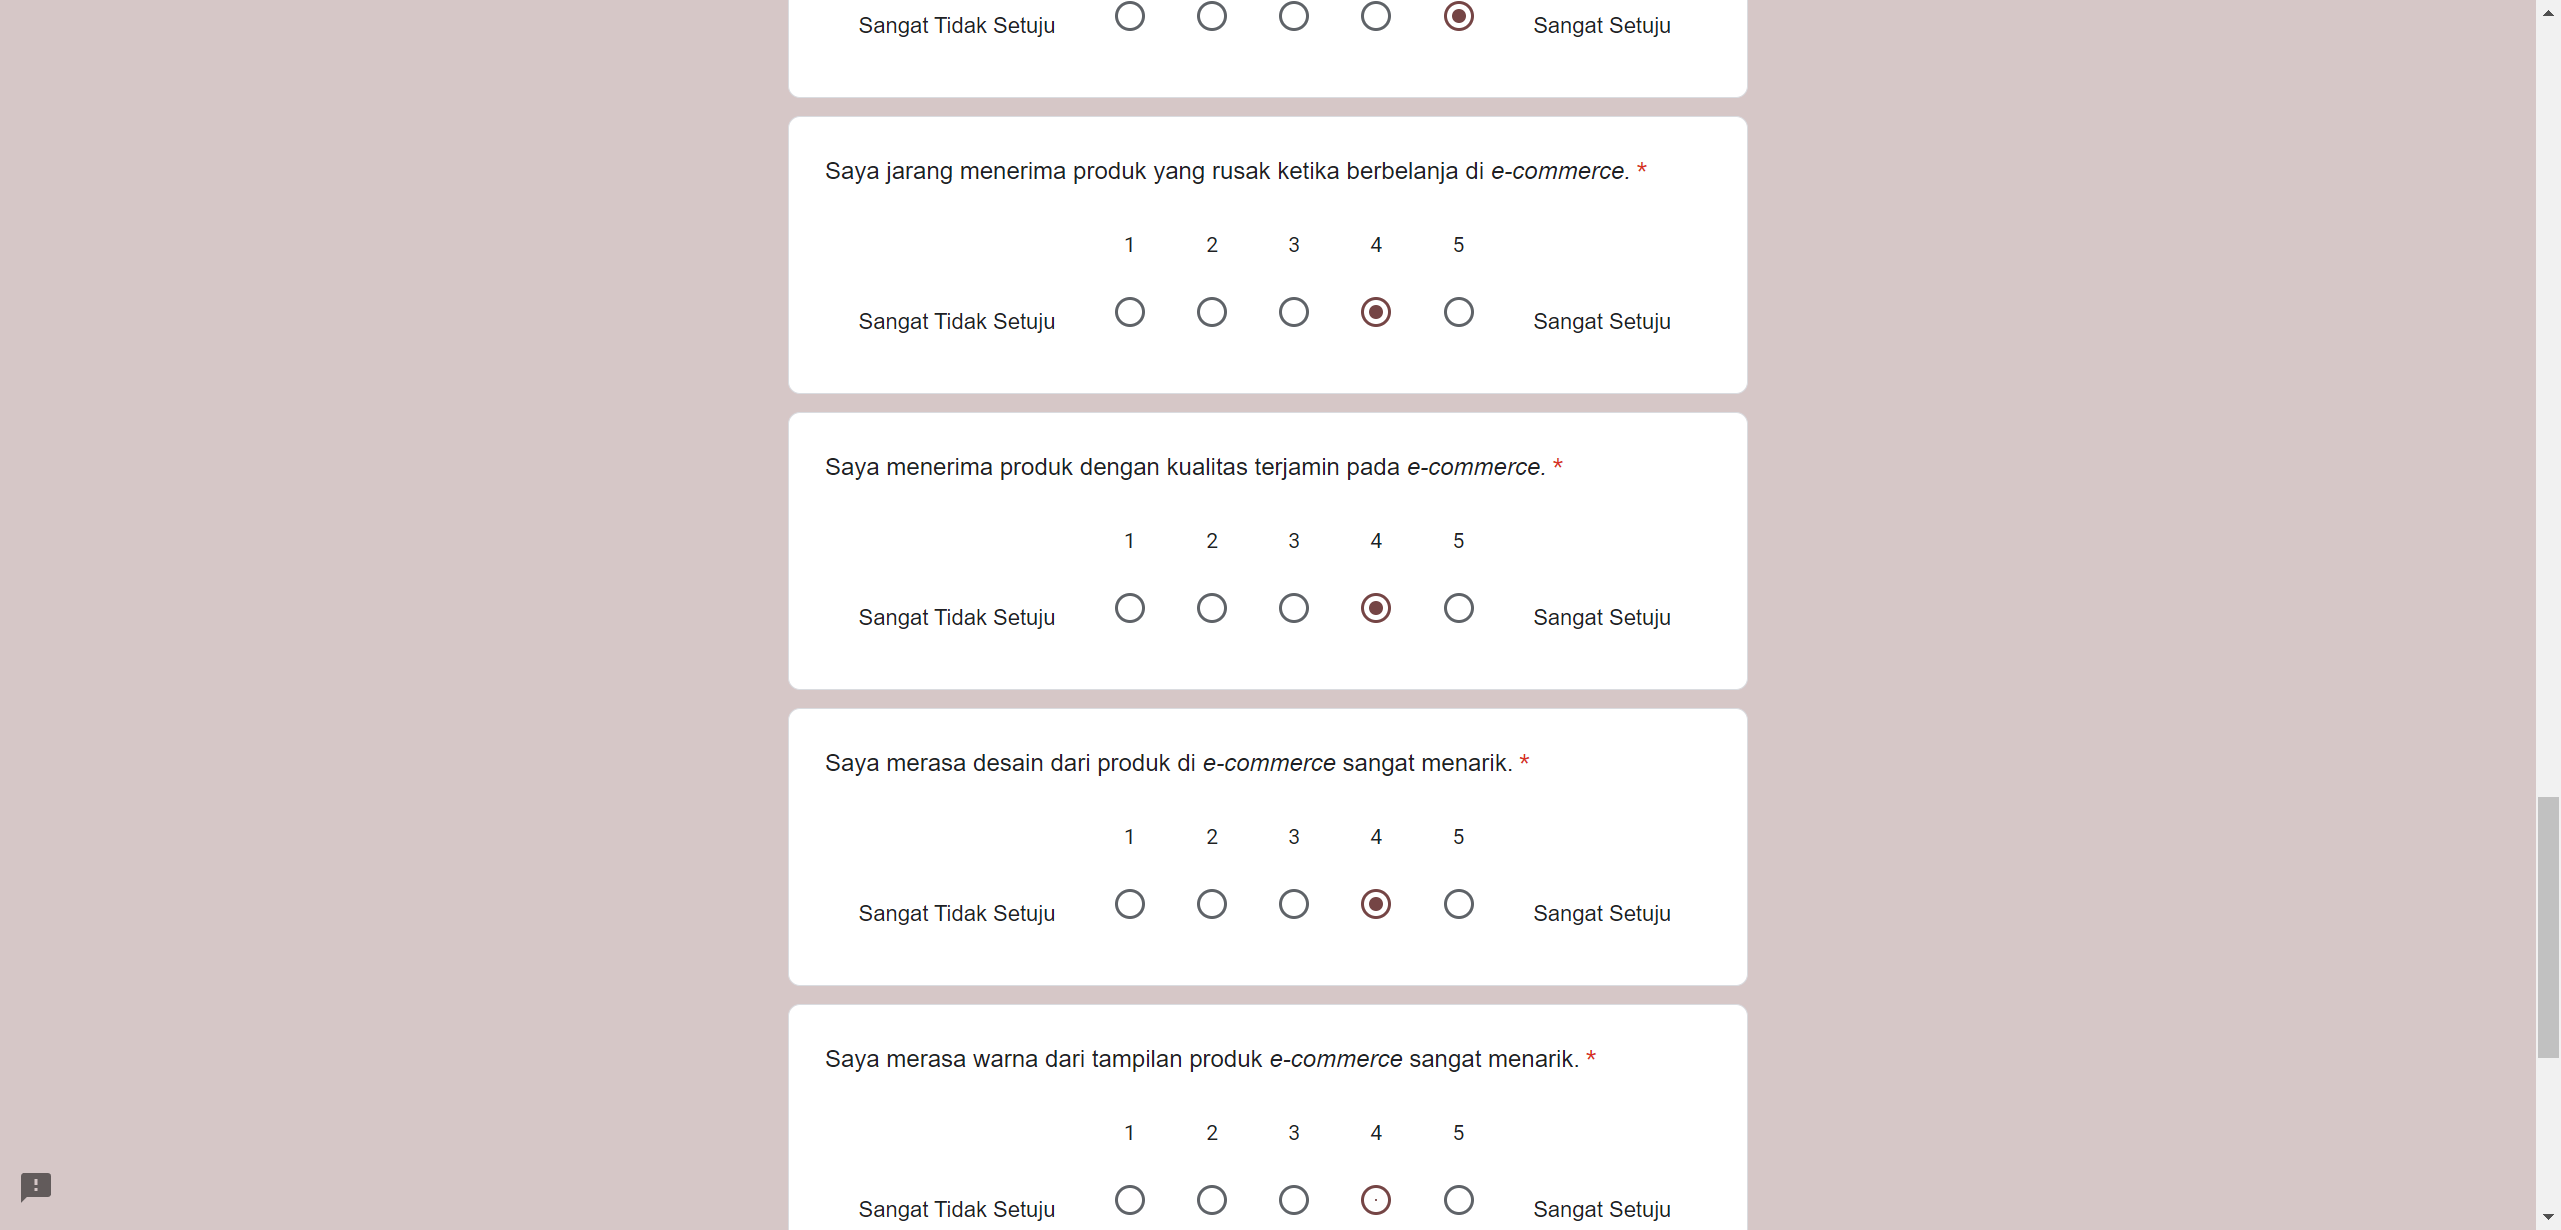 Sangat Tidak Setuju Sangat Setuju
Saya jarang menerima produk yang rusak ketika berbelanja di e-commerce. *
1 2 3 4 5
Sangat Tidak Setuju Sangat Setuju
Saya menerima produk dengan kualitas terjamin pada e-commerce. *
1 2 3 4 5
Sangat Tidak Setuju Sangat Setuju
Saya merasa desain dari produk di e-commerce sangat menarik. *
1 2 3 4 5
Sangat Tidak Setuju Sangat Setuju
Saya merasa warna dari tampilan produk e-commerce sangat menarik. *
1 2 3 4 5
Sangat Tidak Setuju Sangat Setuju